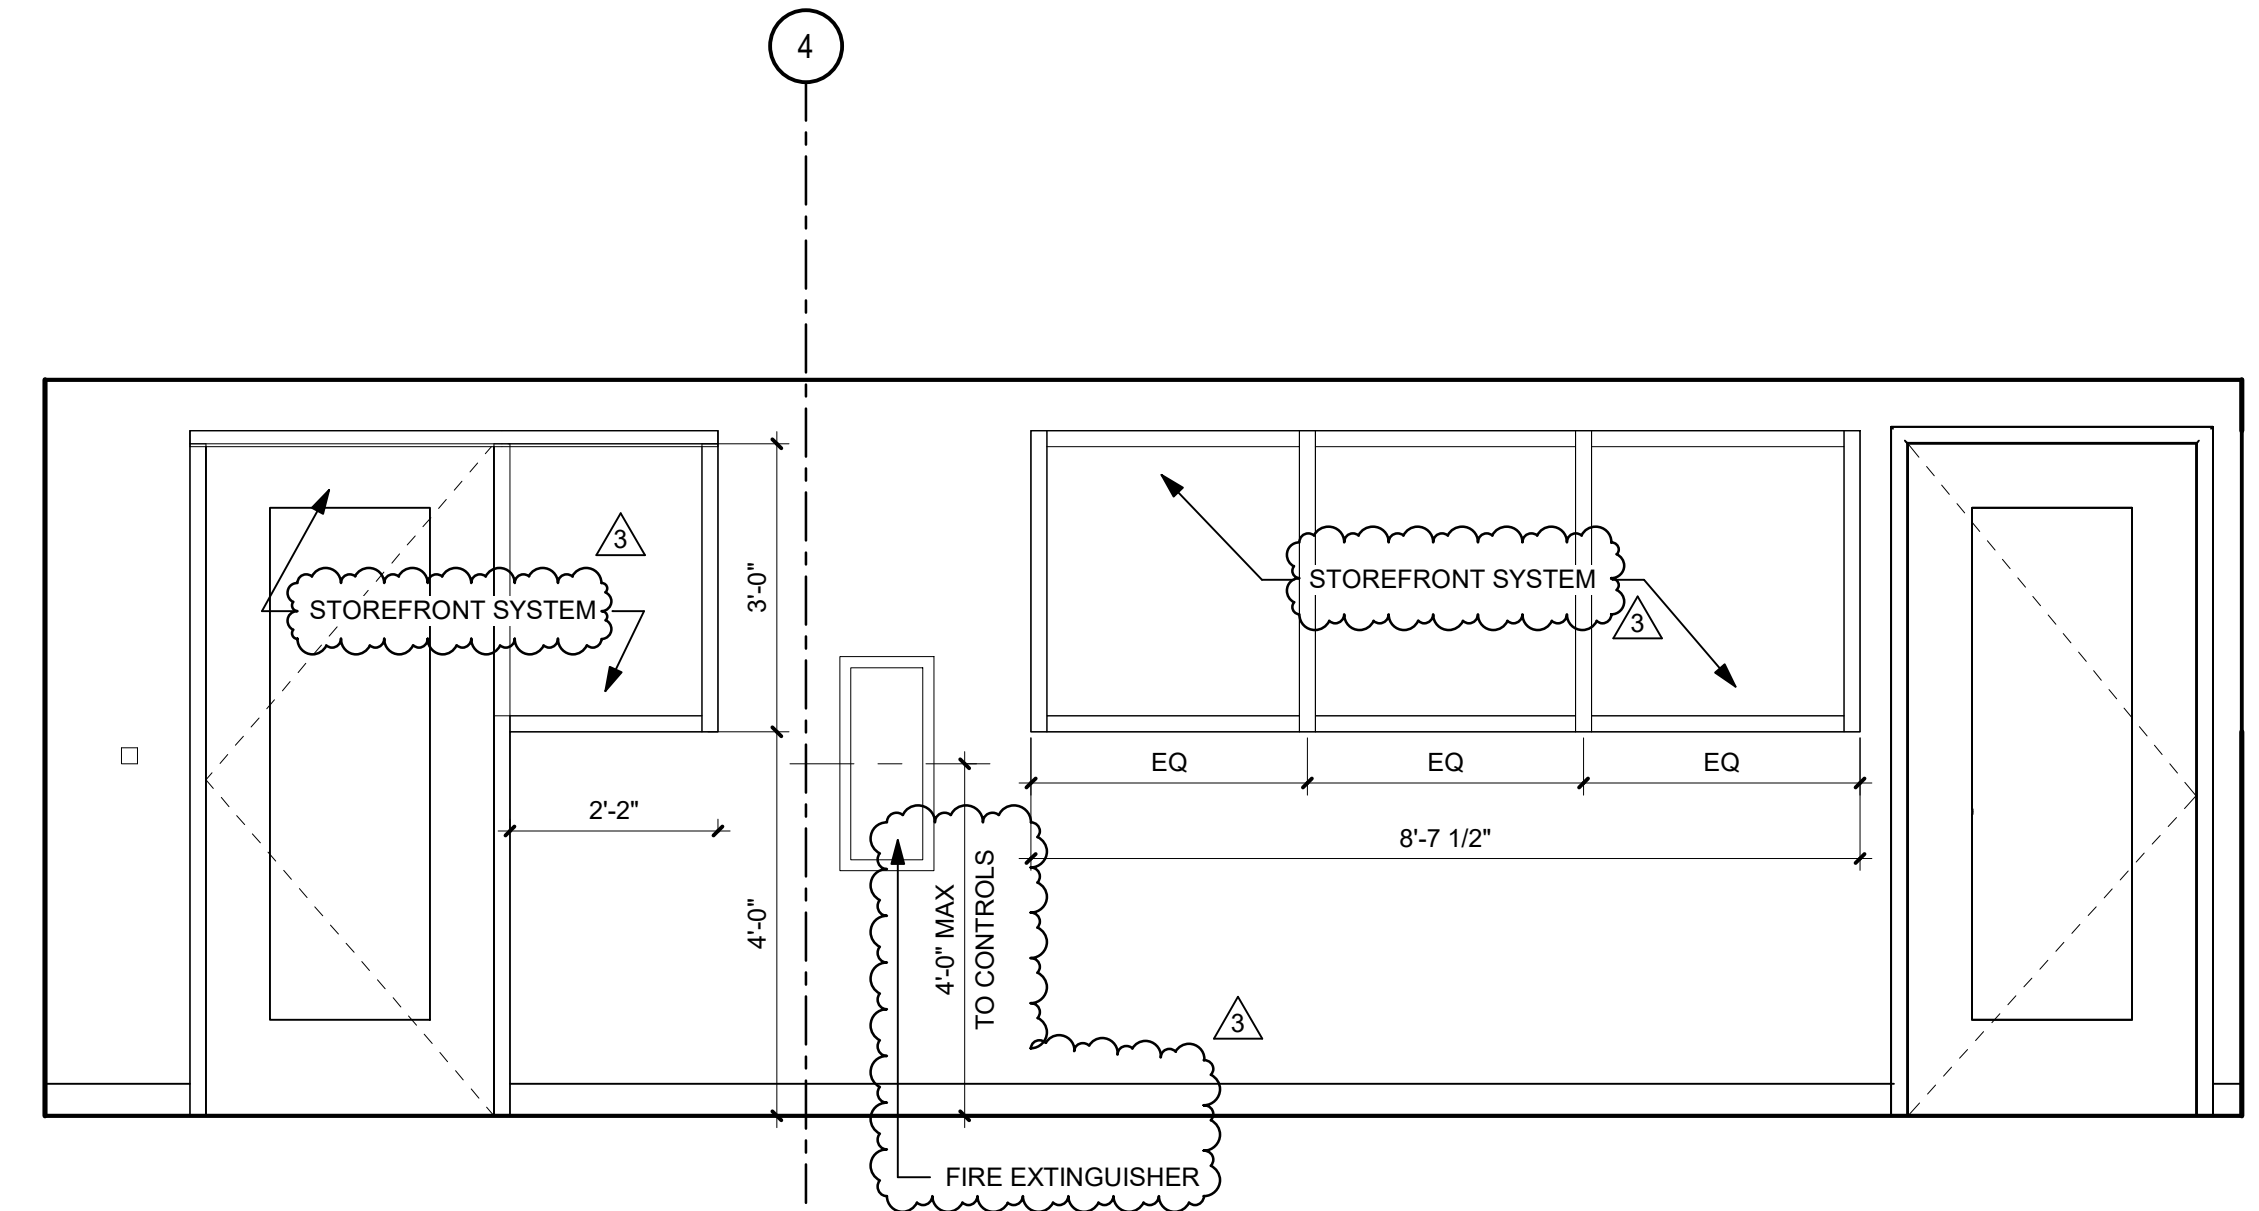 4
3
STOREFRONT SYSTEM
3'-0"
STOREFRONT SYSTEM
3
EQ
EQ
EQ
2'-2"
8'-7 1/2"
4'-0"
4'-0" MAX
TO CONTROLS
3
FIRE EXTINGUISHER